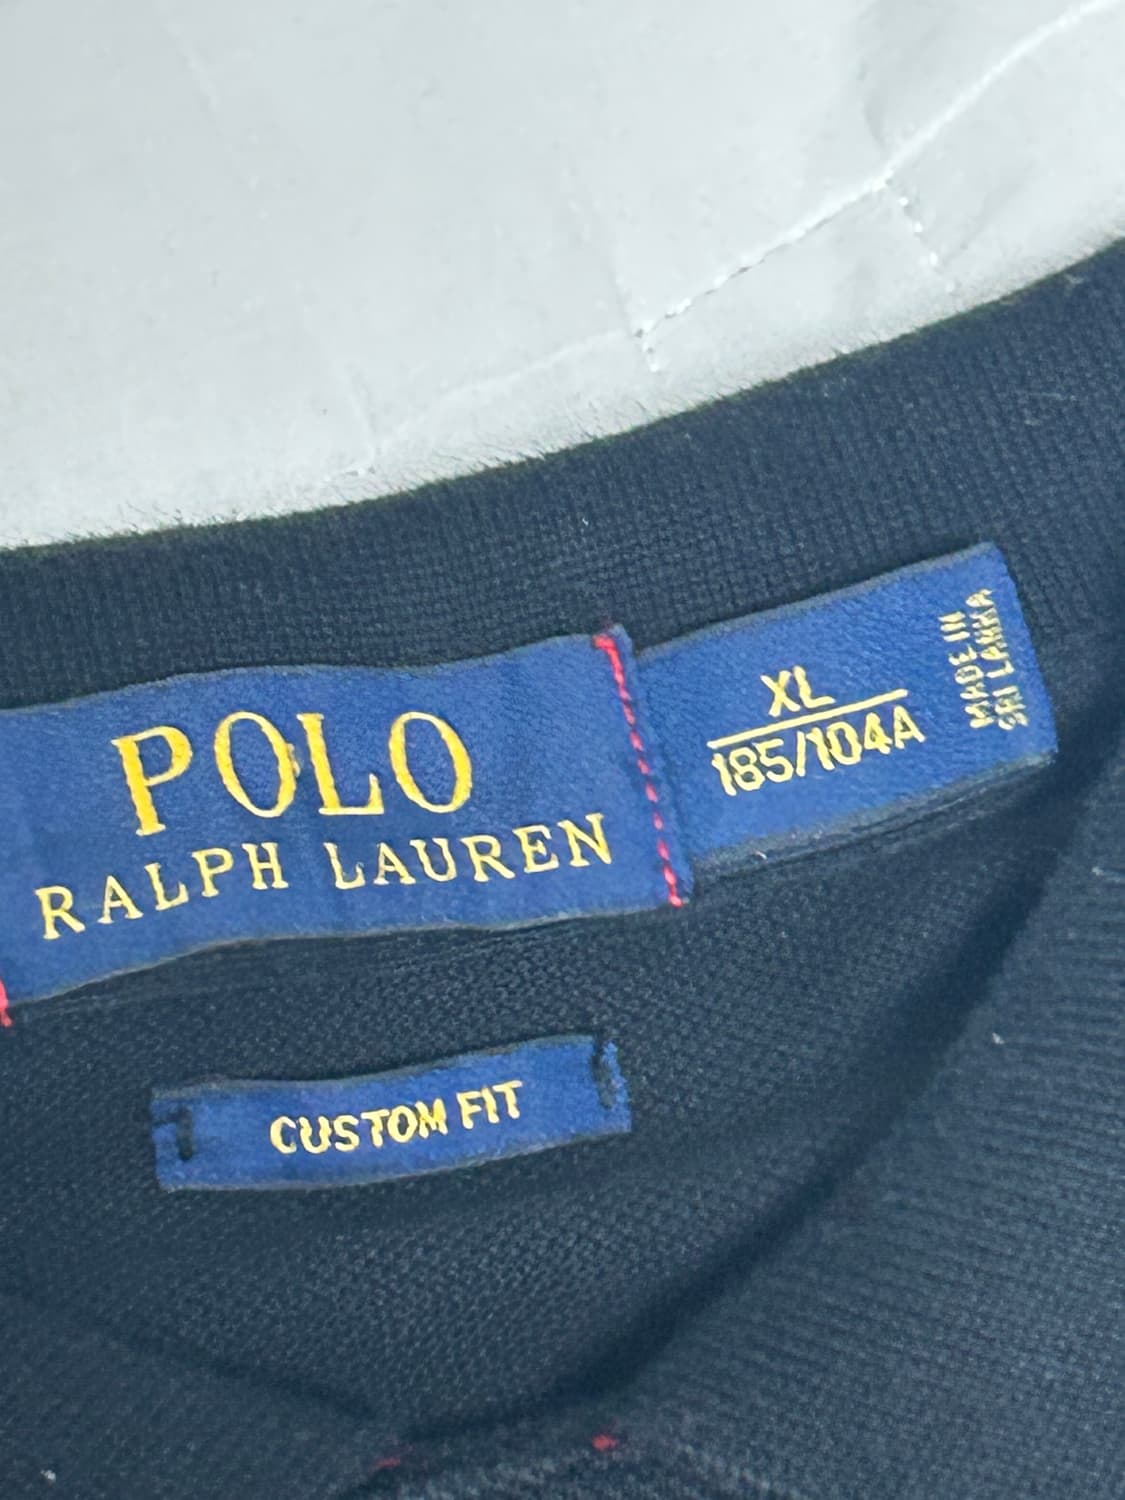 POLO
RALPH LAUREN
XL
185/104A
MADE IN
SRI LANKA
CUSTOM FIT